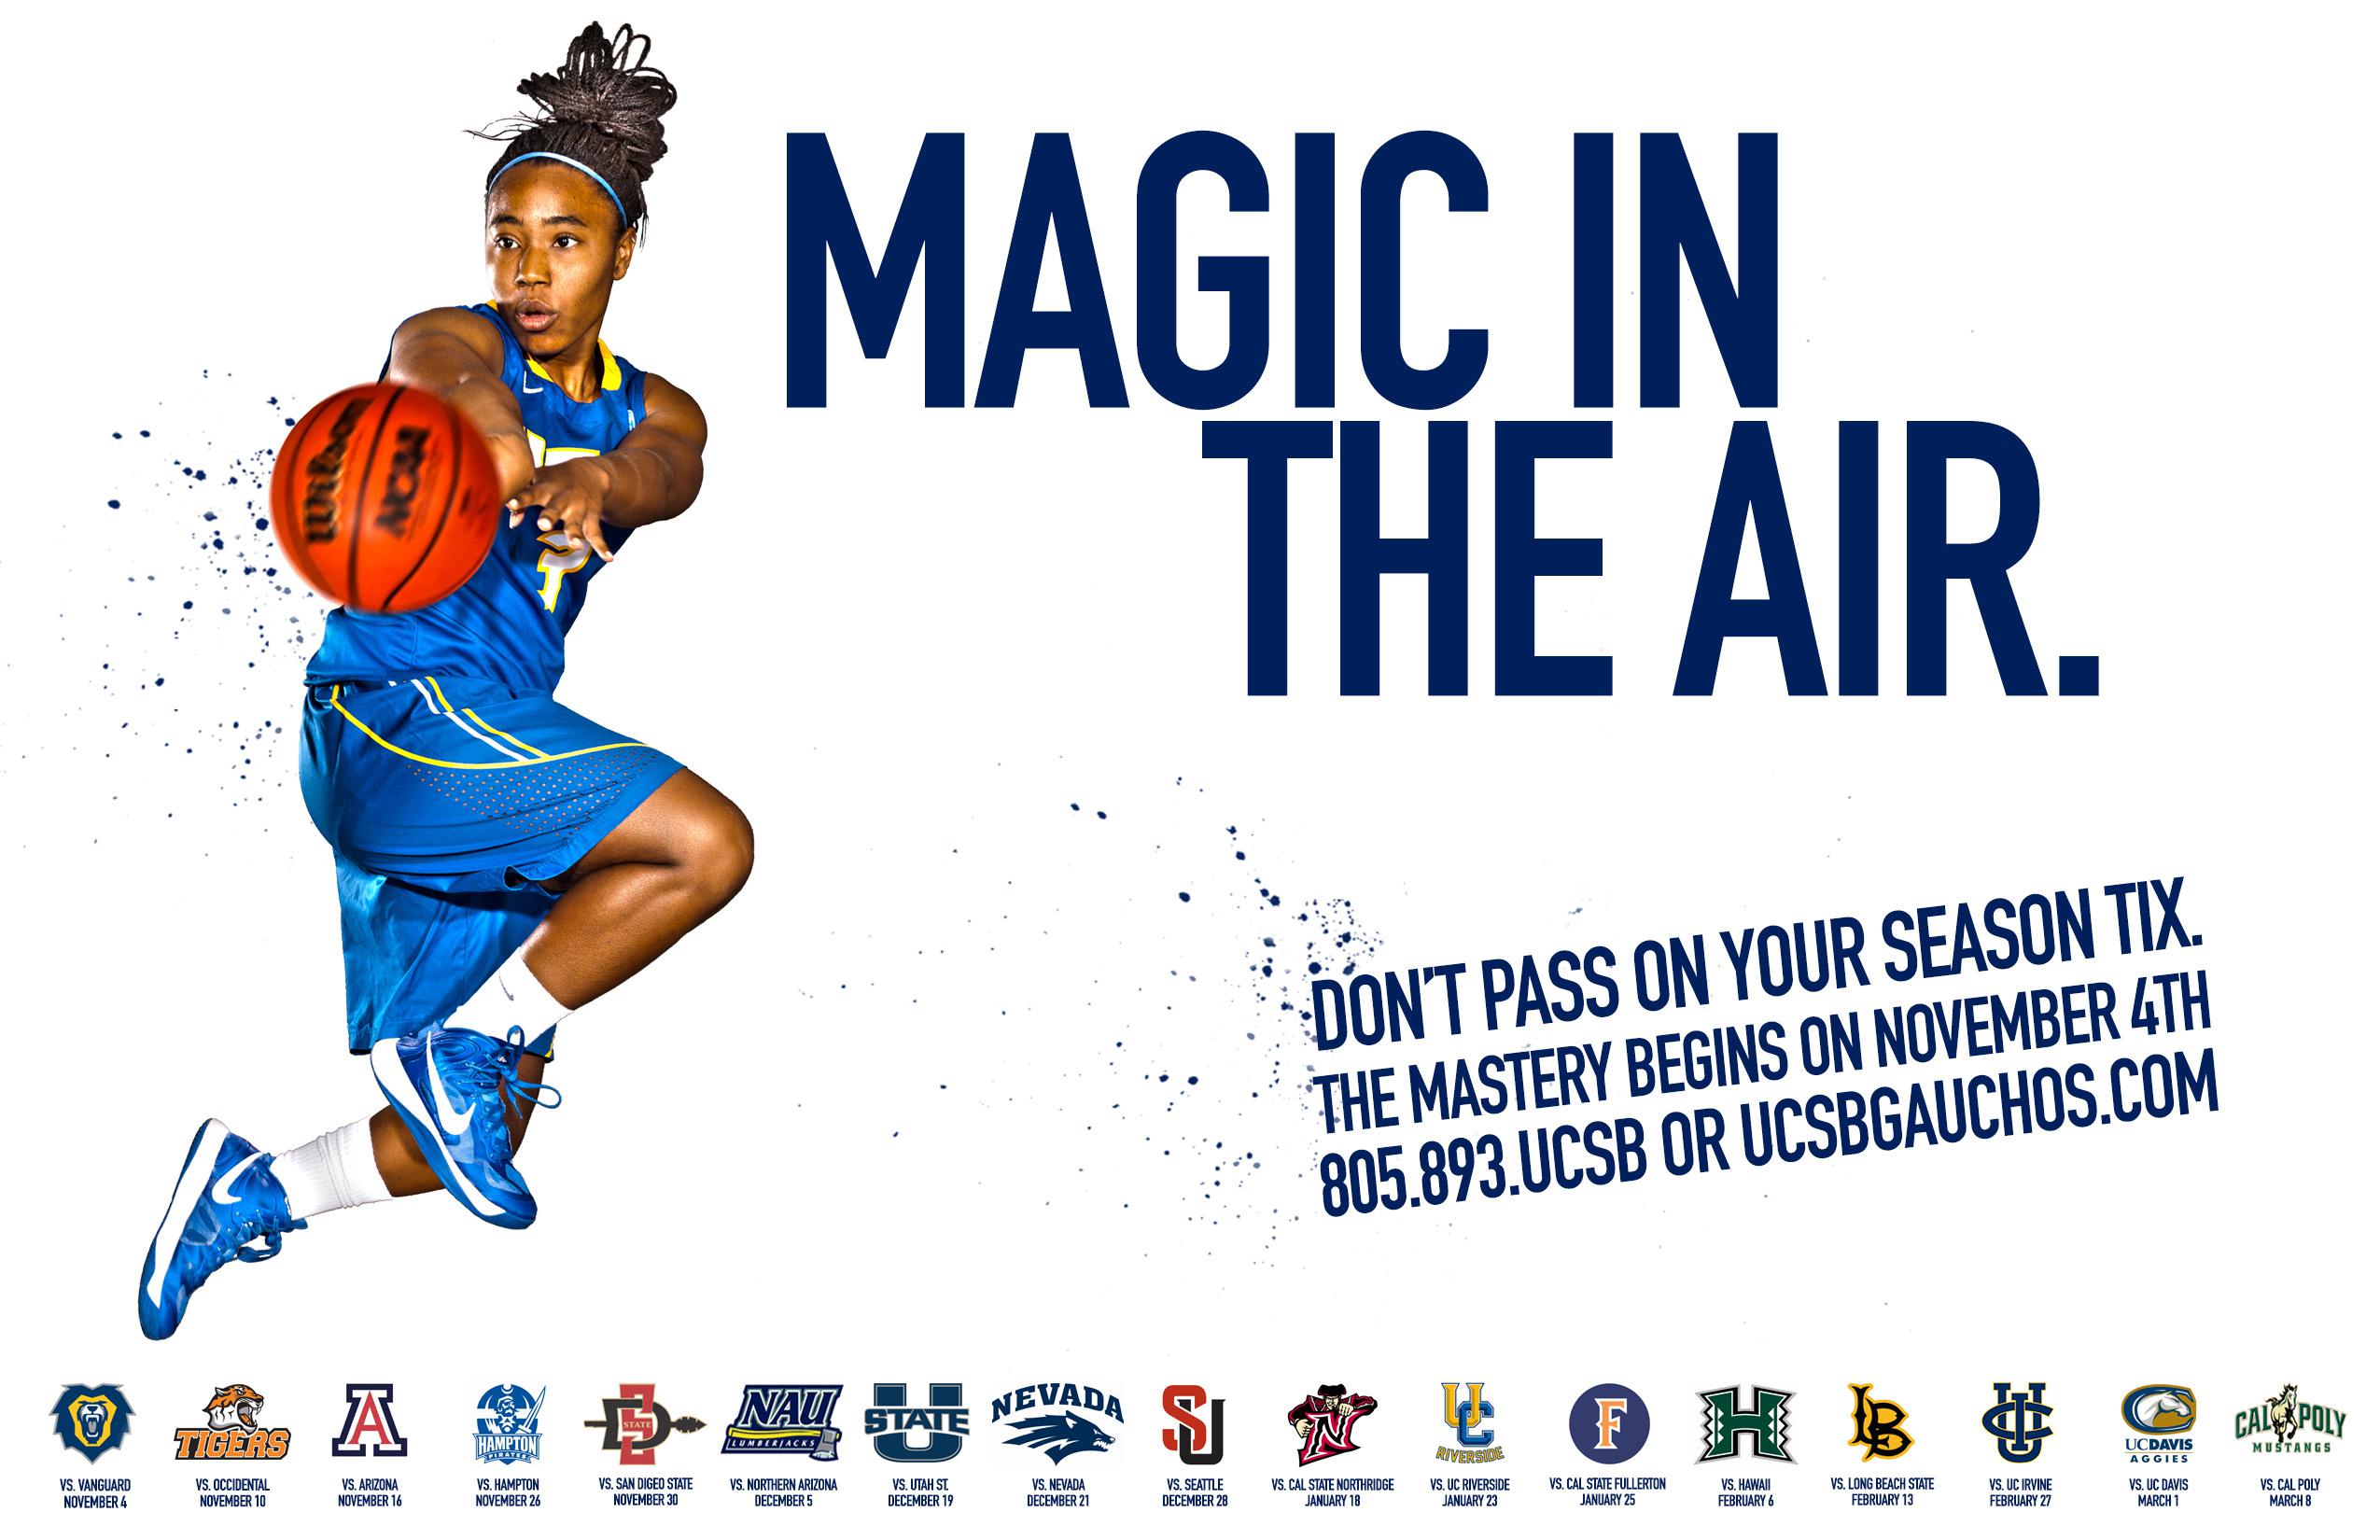 MAGIC IN
THE AIR.
Wilson
NCAA
DON'T PASS ON YOUR SEASON TIX.
THE MASTERY BEGINS ON NOVEMBER 4TH
805.893.UCSB OR UCSBGAUCHOS.COM
TIGERS
A
HAMPTON
PIRATES
STATE
NAU
LUMBERJACKS
STATE
U
NEVADA
SU
N
UC
RIVERSIDE
F
H
LB
UCI
UCDAVIS
AGGIES
CAL POLY
MUSTANGS
VS. VANGUARD
NOVEMBER 4
VS. OCCIDENTAL
NOVEMBER 10
VS. ARIZONA
NOVEMBER 16
VS. HAMPTON
NOVEMBER 26
VS. SAN DIGEO STATE
NOVEMBER 30
VS. NORTHERN ARIZONA
DECEMBER 5
VS. UTAH ST.
DECEMBER 19
VS. NEVADA
DECEMBER 21
VS. SEATTLE
DECEMBER 28
VS. CAL STATE NORTHRIDGE
JANUARY 18
VS. UC RIVERSIDE
JANUARY 23
VS. CAL STATE FULLERTON
JANUARY 25
VS. HAWAII
FEBRUARY 6
VS. LONG BEACH STATE
FEBRUARY 13
VS. UC IRVINE
FEBRUARY 27
VS. UC DAVIS
MARCH 1
VS. CAL POLY
MARCH 8